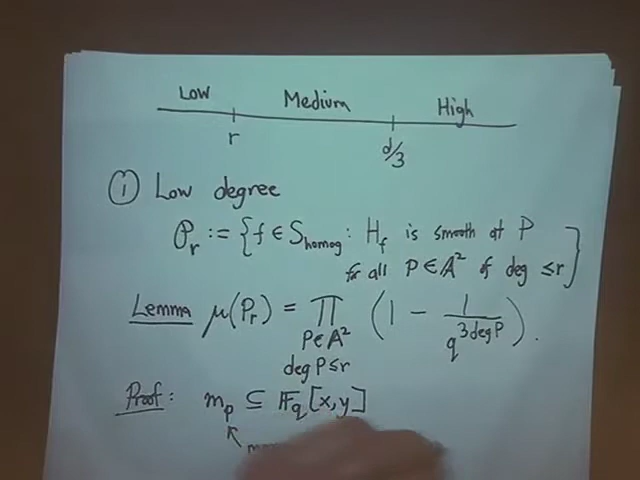 Low Medium High
r d/3
① Low degree
𝒫_r := {f ∈ S_homog : H_f is smooth at P
for all P ∈ 𝔸² of deg ≤ r}
Lemma μ(𝒫_r) = ∏ (1 − 1/q^{3 deg P}).
P ∈ 𝔸²
deg P ≤ r
Proof: m_P ⊆ 𝔽_q[x,y]